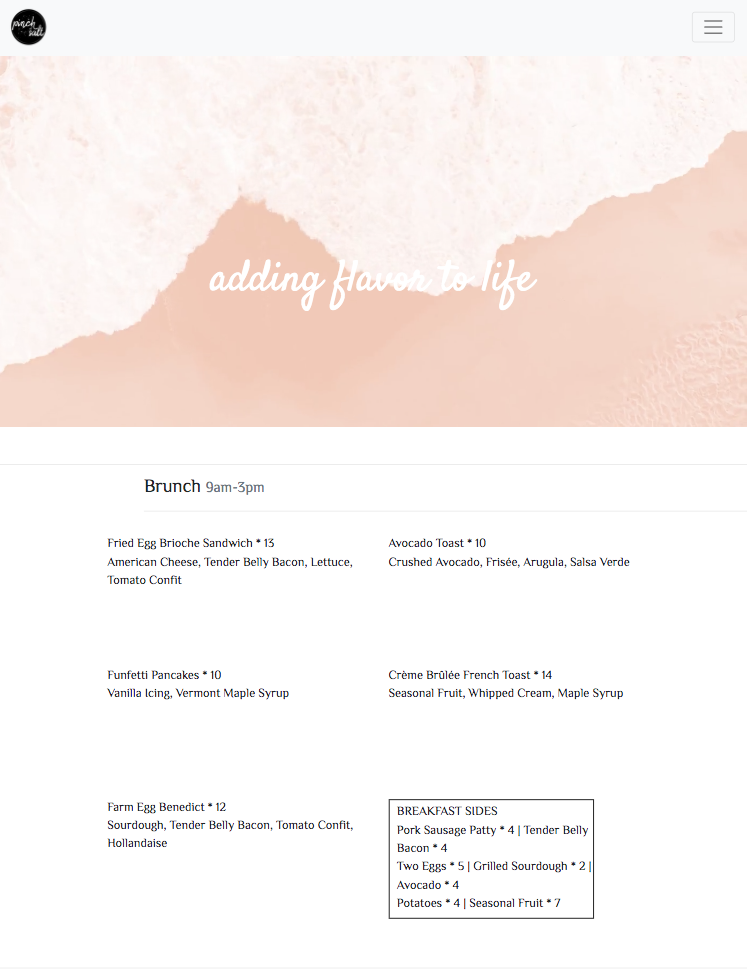 pinch
salt
adding flavor to life
Brunch 9am-3pm
Fried Egg Brioche Sandwich * 13
American Cheese, Tender Belly Bacon, Lettuce,
Tomato Confit
Avocado Toast * 10
Crushed Avocado, Frisée, Arugula, Salsa Verde
Funfetti Pancakes * 10
Vanilla Icing, Vermont Maple Syrup
Crème Brûlée French Toast * 14
Seasonal Fruit, Whipped Cream, Maple Syrup
Farm Egg Benedict * 12
Sourdough, Tender Belly Bacon, Tomato Confit,
Hollandaise
BREAKFAST SIDES
Pork Sausage Patty * 4 | Tender Belly
Bacon * 4
Two Eggs * 5 | Grilled Sourdough * 2 |
Avocado * 4
Potatoes * 4 | Seasonal Fruit * 7